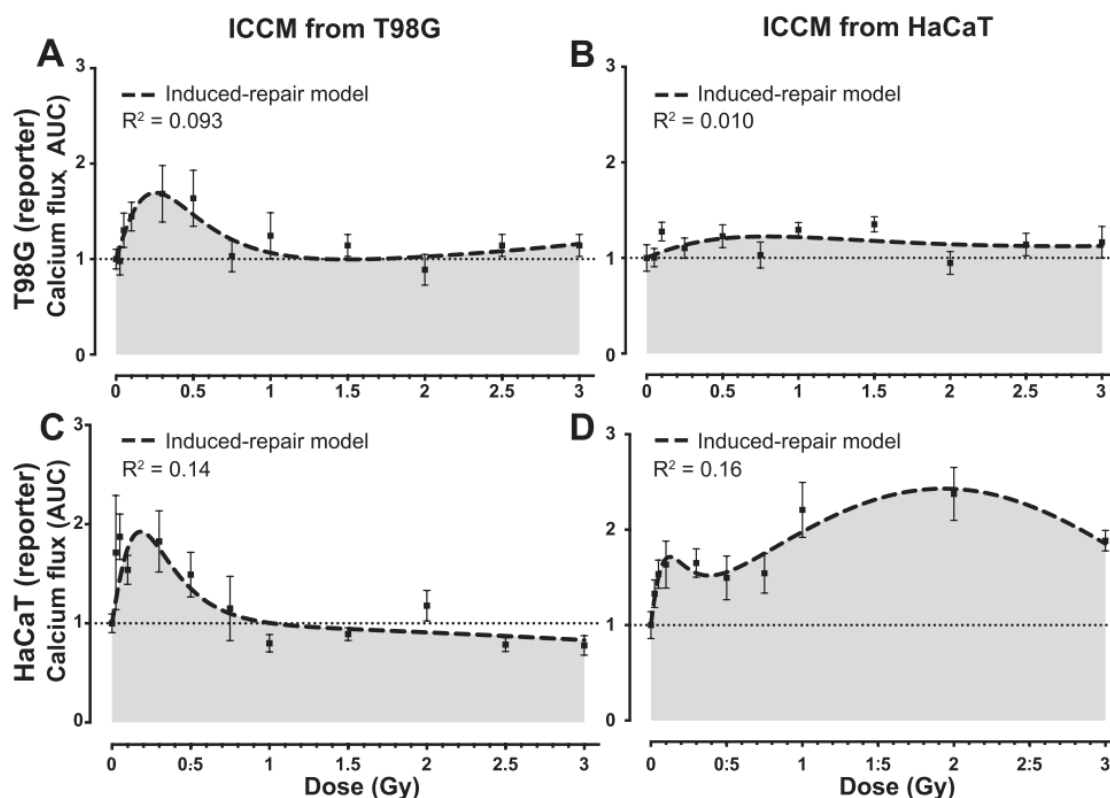 ICCM from T98G
ICCM from HaCaT
A
3
2
1
2
T98G (reporter)
Calcium flux AUC
Induced-repair model
R² = 0.093
0
0.5
1
1.5
2
2.5
3
B
3
2
1
0
Induced-repair model
R² = 0.010
0
0.5
1
1.5
2
2.5
3
C
3
2
1
2
HaCaT (reporter)
Calcium flux (AUC)
Induced-repair model
R² = 0.14
0
0:5
1
1.5
2
2.5
3
Dose (Gy)
D
3
2
1
2
Induced-repair model
R² = 0.16
0
0:5
1
1:5
2
2:5
3
Dose (Gy)